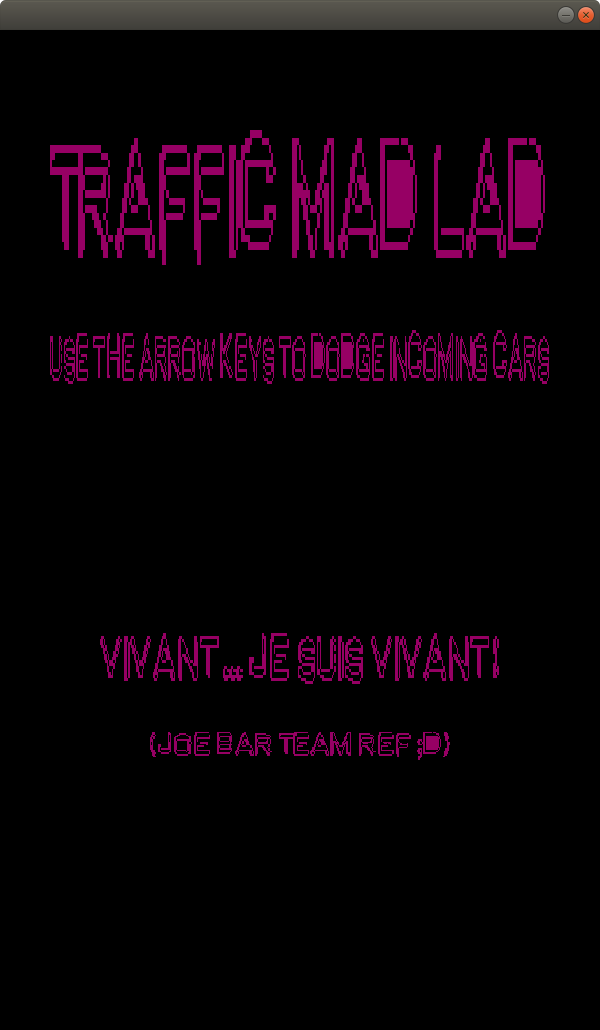 TRAFFIC MAD LAD
USE THE ARROW KEYS TO DODGE INCOMING CARS
VIVANT ... JE SUIS VIVANT!
(JOE BAR TEAM REF ;D)